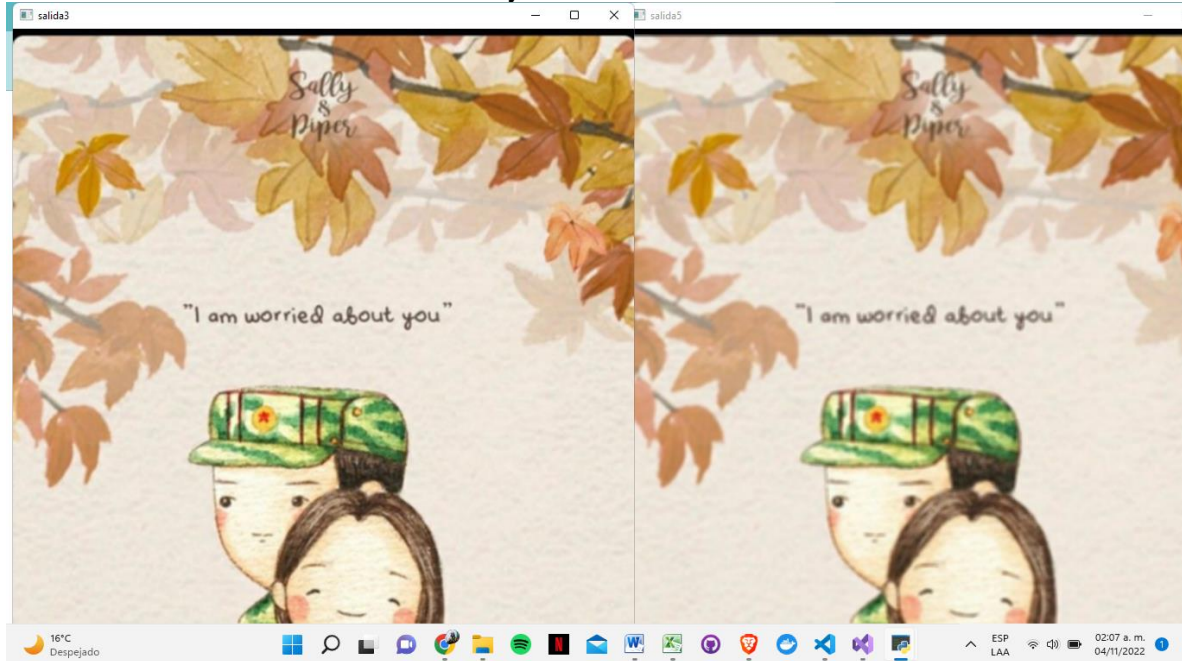 salida3
salida5
Sally
&
Piper
"I am worried about you"
Sally
&
Piper
"I am worried about you"
16°C
Despejado
ESP
LAA
02:07 a. m.
04/11/2022
1